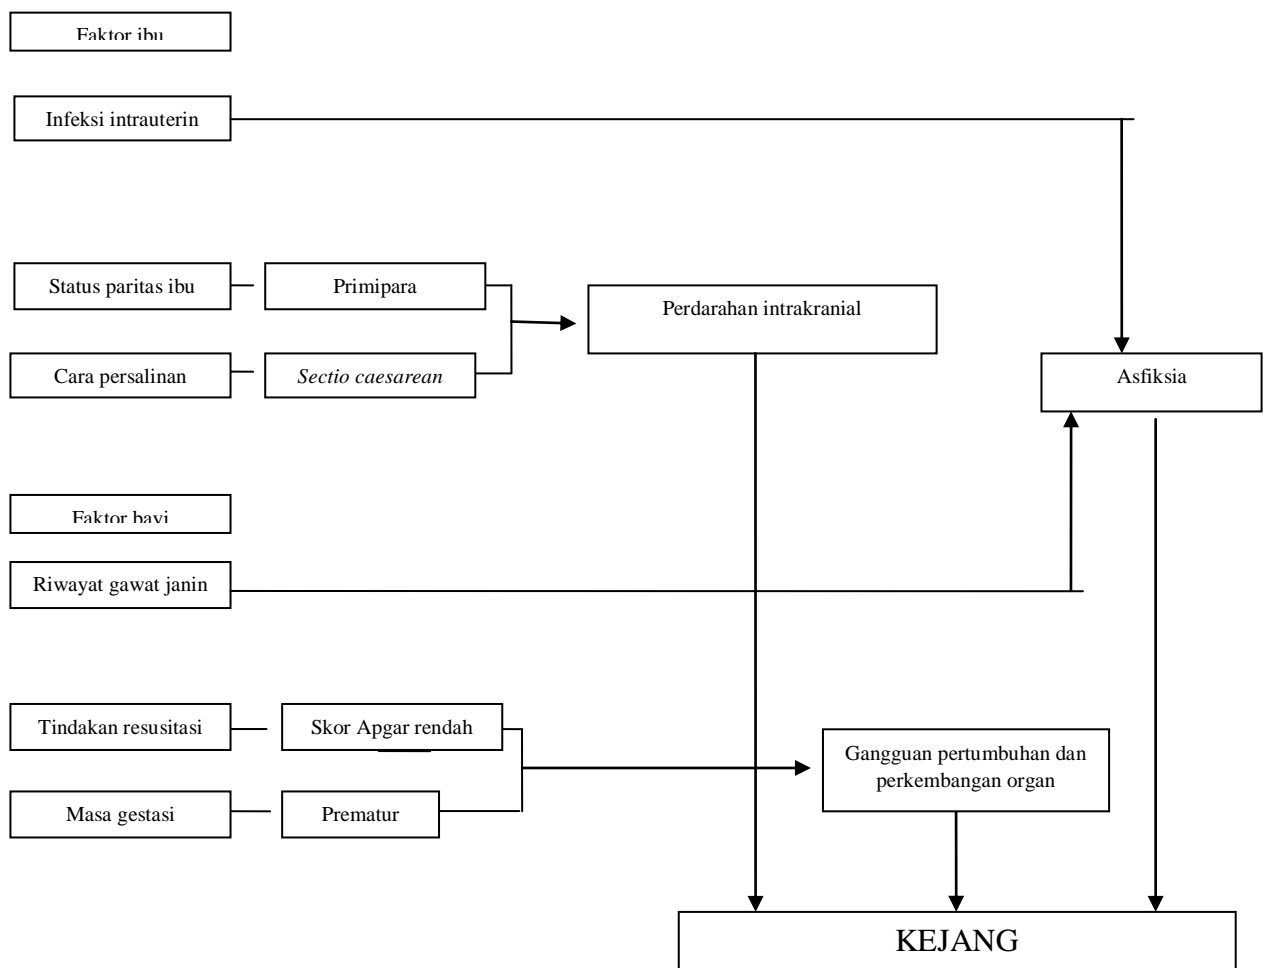 Faktor ibu
Infeksi intrauterin
Status paritas ibu
Primipara
Perdarahan intrakranial
Cara persalinan
Sectio caesarean
Asfiksia
Faktor bayi
Riwayat gawat janin
Tindakan resusitasi
Skor Apgar rendah
Gangguan pertumbuhan dan
perkembangan organ
Masa gestasi
Prematur
KEJANG